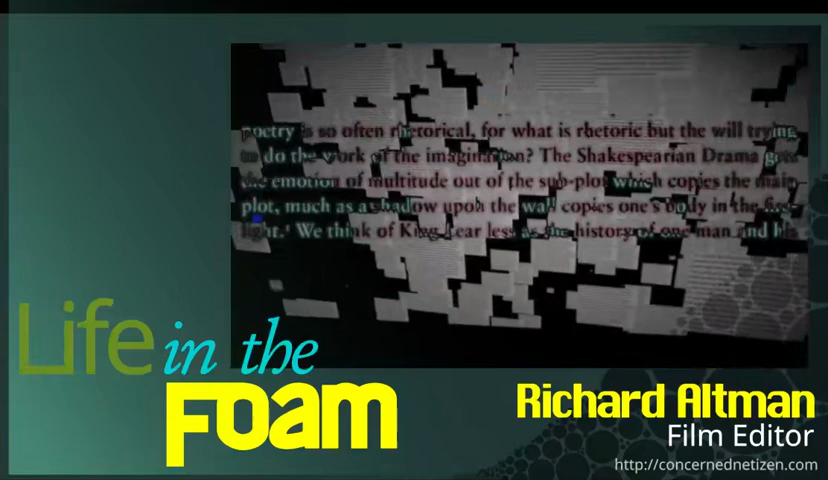 poetry is so often rhetorical, for what is rhetoric but the will trying
to do the work of the imagination? The Shakespearian Drama gets
the emotion of multitude out of the sub-plot which copies the main
plot, much as a shadow upon the wall copies one's body in the fire-
light. We think of King Lear less as the history of one man and his
Life in the
Foam
Richard Altman
Film Editor
http://concernednetizen.com